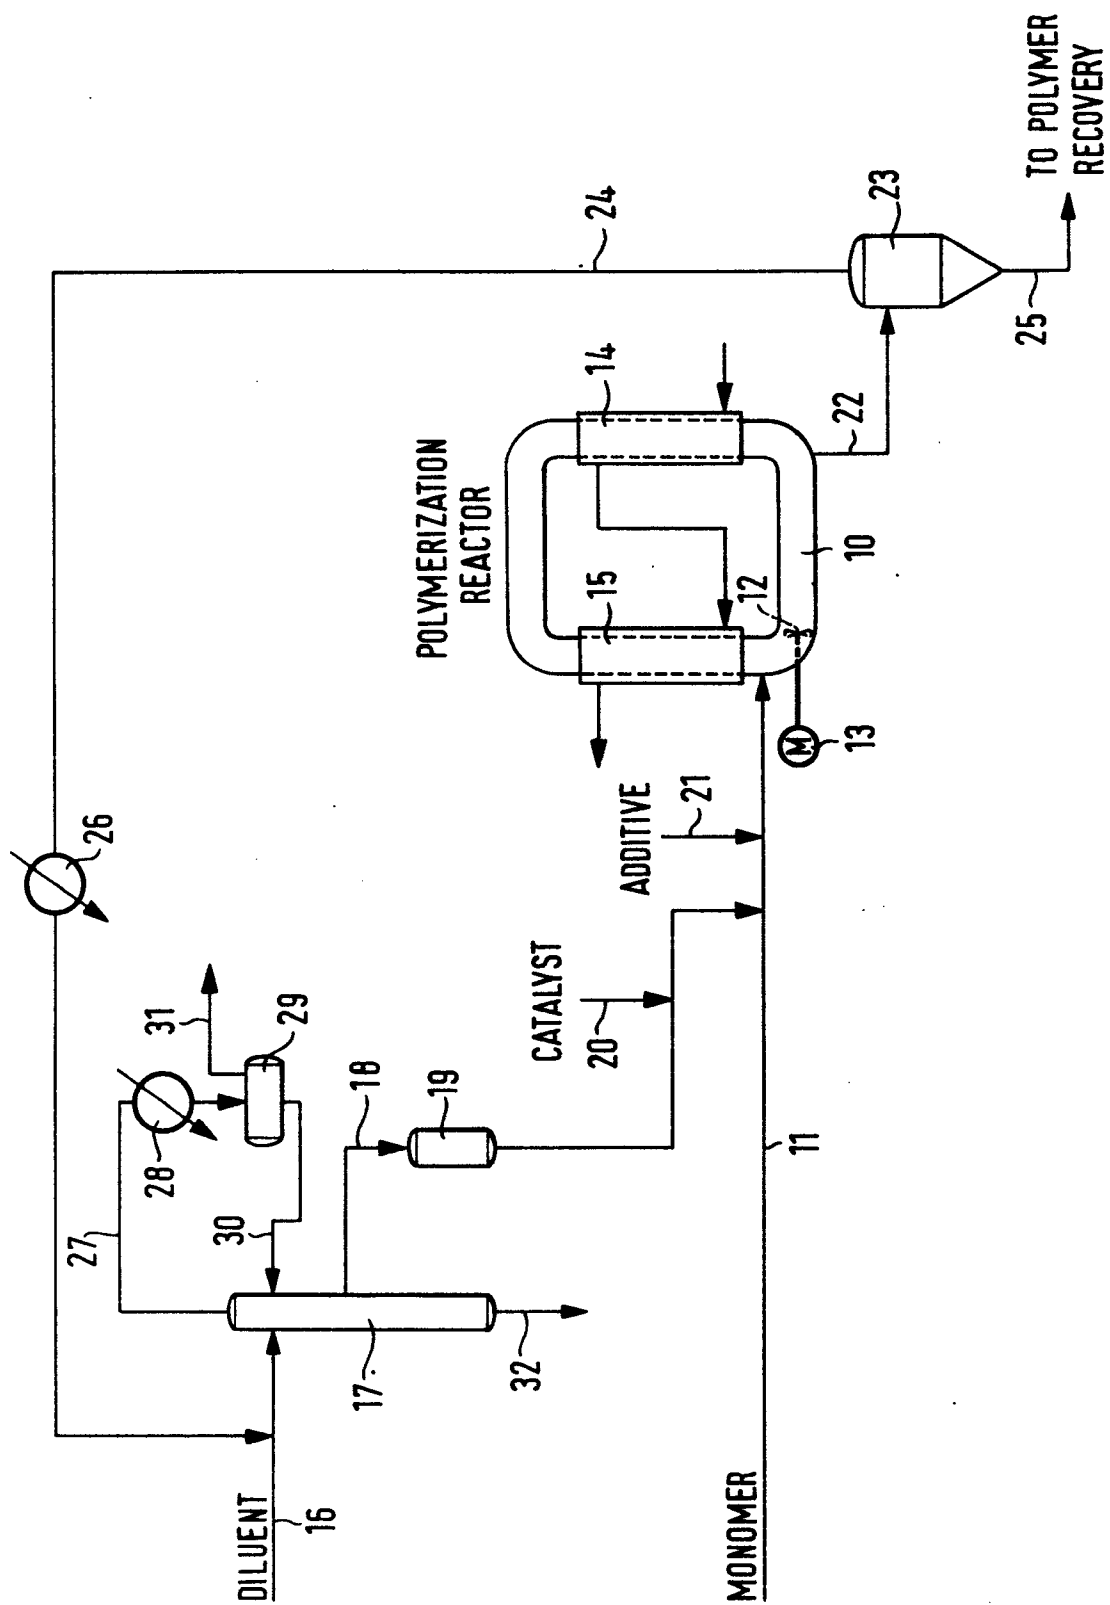 24
26
31
27
28
29
30
18
19
17
32
DILUENT
16
CATALYST
20
ADDITIVE
21
POLYMERIZATION
REACTOR
15
14
12
M
13
10
22
23
25
TO POLYMER
RECOVERY
MONOMER
11